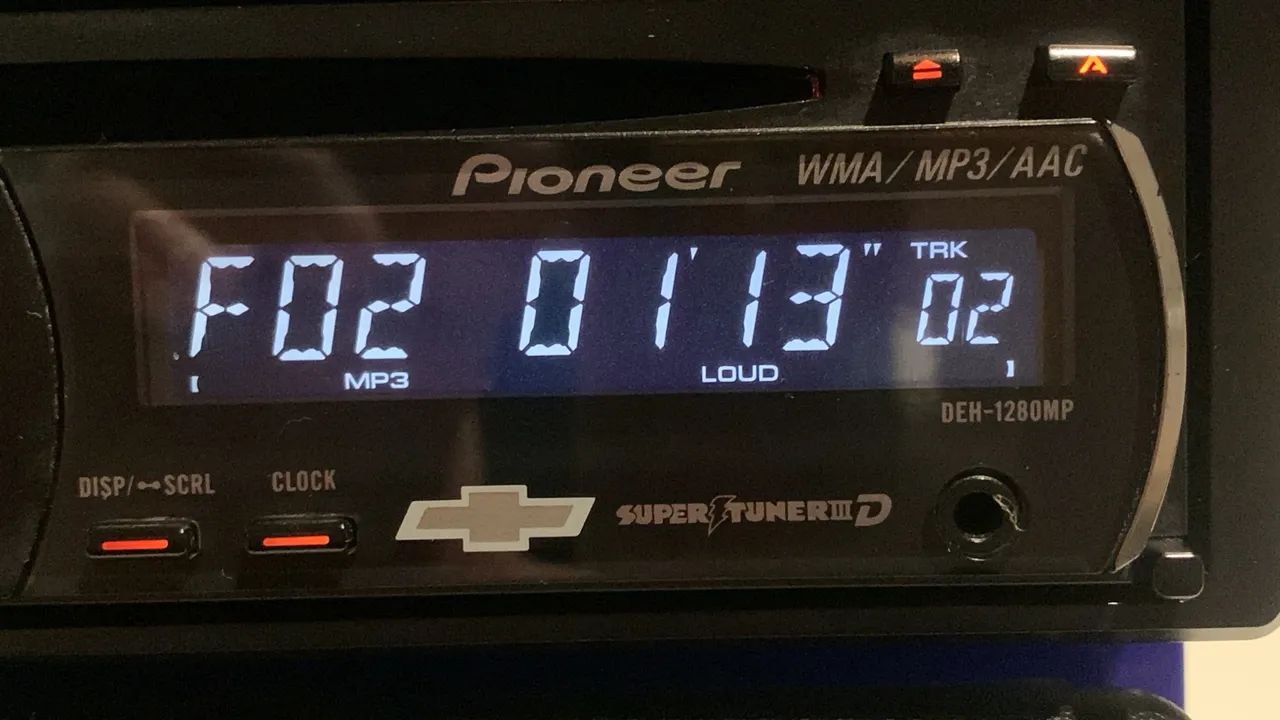 Pioneer WMA/MP3/AAC
F02 01'13" TRK 02
MP3 LOUD
DEH-1280MP
DISP/SCRL CLOCK
SUPER TUNER III D